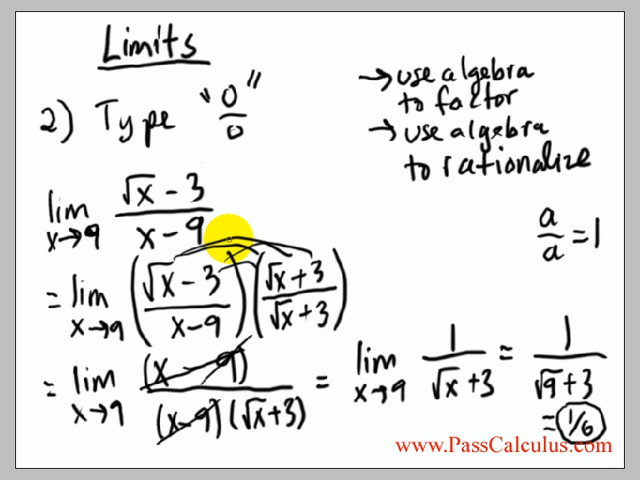 Limits
2) Type "0/0"
→ use algebra
to factor
→ use algebra
to rationalize
lim x→9 (√x - 3)/(x - 9)
a/a = 1
= lim x→9 ((√x - 3)/(x - 9)) ((√x + 3)/(√x + 3))
= lim x→9 (x - 9)/((x - 9)(√x + 3)) = lim x→9 1/(√x + 3) = 1/(√9 + 3)
= 1/6
www.PassCalculus.com